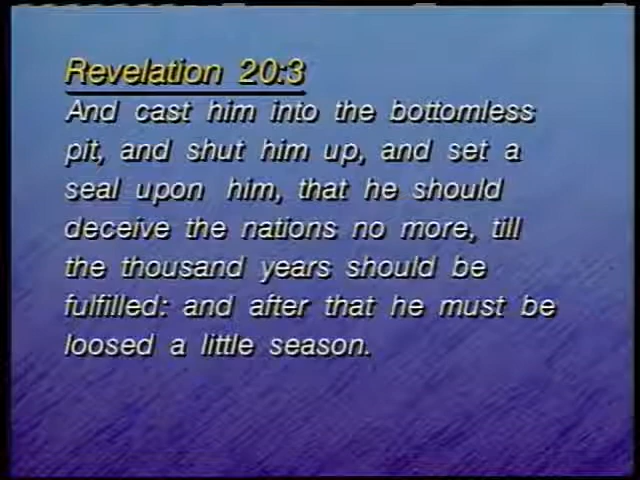 Revelation 20:3
And cast him into the bottomless
pit, and shut him up, and set a
seal upon him, that he should
deceive the nations no more, till
the thousand years should be
fulfilled: and after that he must be
loosed a little season.